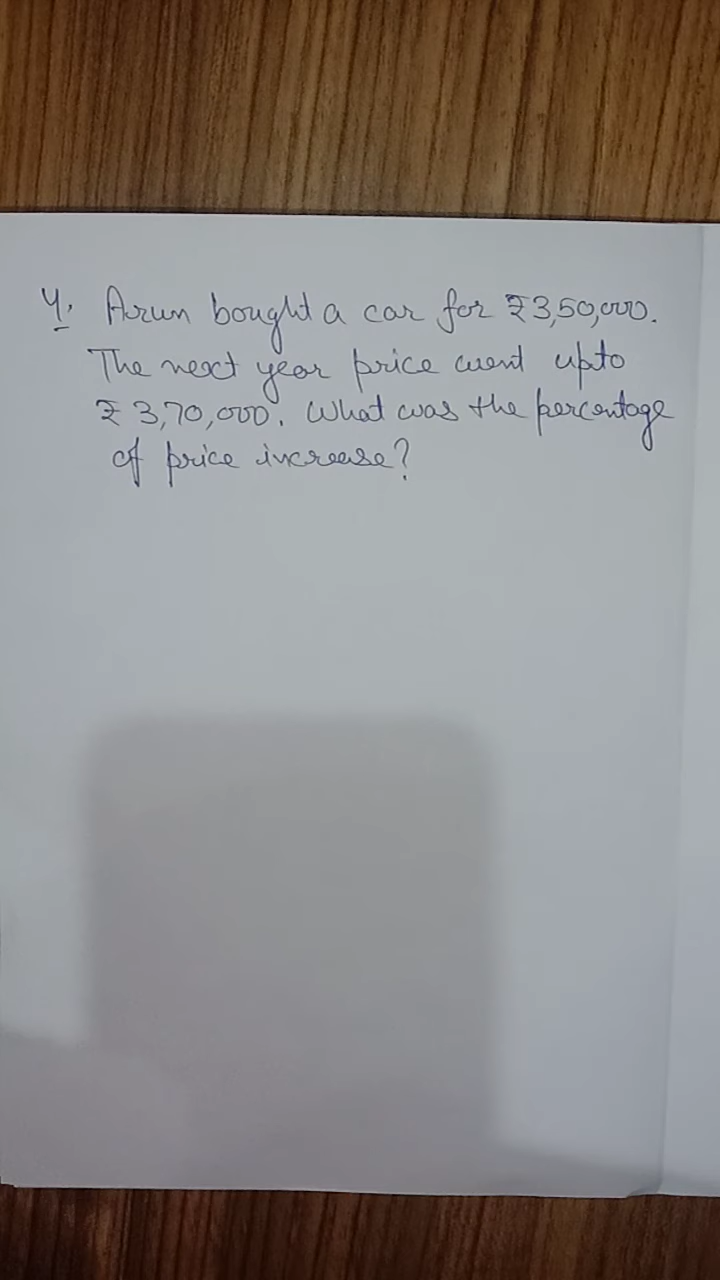 4. Arun bought a car for ₹3,50,000.
The next year price went upto
₹3,70,000. What was the percentage
of price increase?